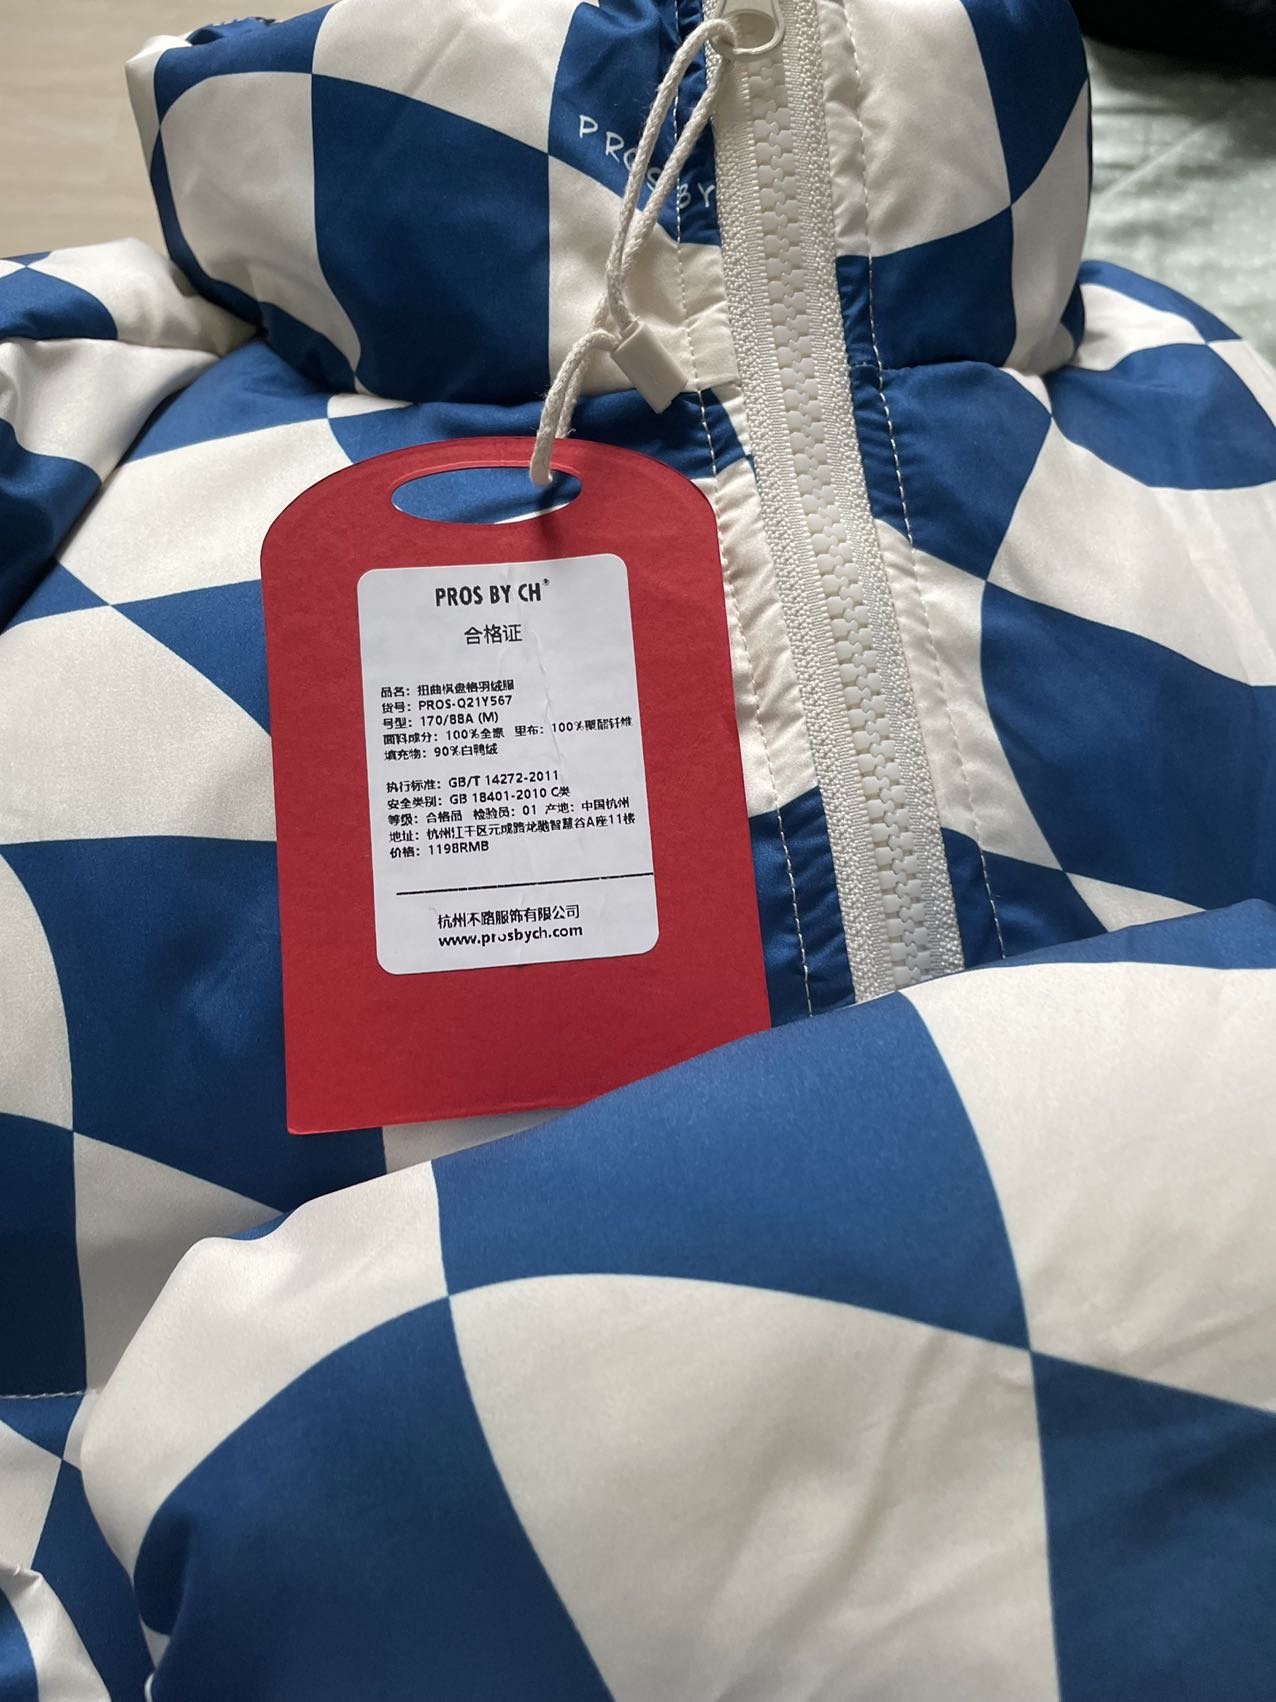 PROS BY
PROS BY CH®
合格证
品名：扭曲棋盘格羽绒服
货号：PROS-Q21Y567
号型：170/88A (M)
面料成分：100%全涤 里布：100%聚酯纤维
填充物：90%白鸭绒
执行标准：GB/T 14272-2011
安全类别：GB 18401-2010 C类
等级：合格品 检验员：01 产地：中国杭州
地址：杭州江干区元成路龙驰智慧谷A座11楼
价格：1198RMB
杭州不路服饰有限公司
www.prosbych.com